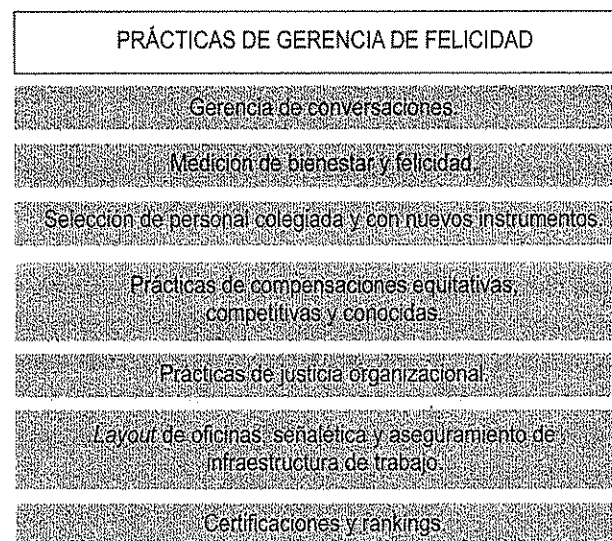 PRÁCTICAS DE GERENCIA DE FELICIDAD
Gerencia de conversaciones.
Medición de bienestar y felicidad.
Selección de personal colegiada y con nuevos instrumentos.
Prácticas de compensaciones equitativas,
competitivas y conocidas.
Prácticas de justicia organizacional.
Layout de oficinas, señalética y aseguramiento de
infraestructura de trabajo.
Certificaciones y rankings.